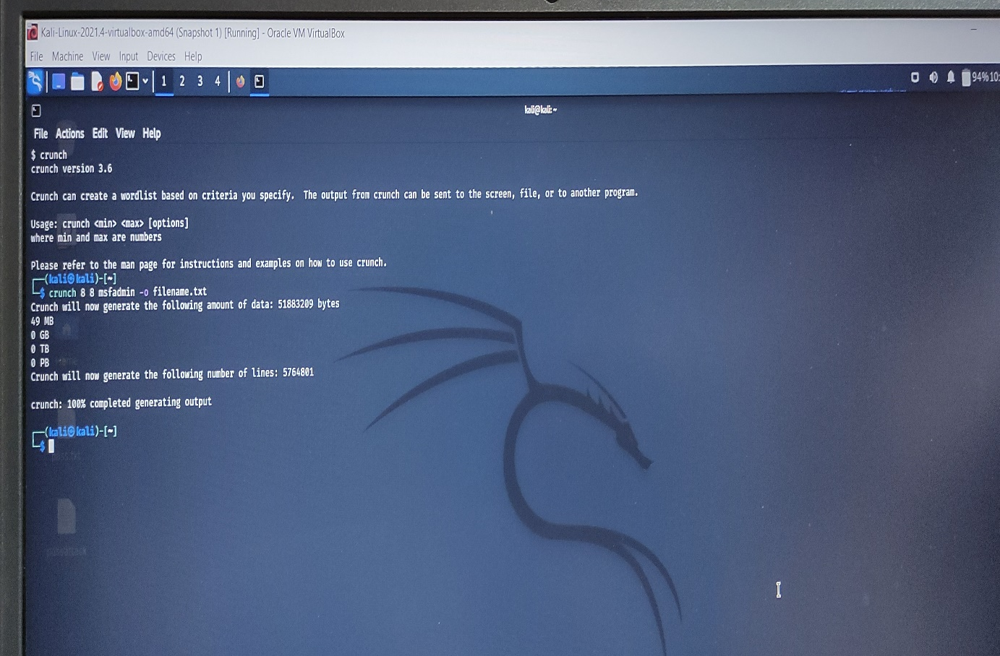 Kali-Linux-2021.4-virtualbox-amd64 (Snapshot 1) [Running] - Oracle VM VirtualBox
File Machine View Input Devices Help
1 2 3 4
94% 10:
kali@kali: ~
File Actions Edit View Help
$ crunch
crunch version 3.6
Crunch can create a wordlist based on criteria you specify. The output from crunch can be sent to the screen, file, or to another program.
Usage: crunch <min> <max> [options]
where min and max are numbers
Please refer to the man page for instructions and examples on how to use crunch.
┌──(kali㉿kali)-[~]
└─$ crunch 8 8 msfadmin -o filename.txt
Crunch will now generate the following amount of data: 51883209 bytes
49 MB
0 GB
0 TB
0 PB
Crunch will now generate the following number of lines: 5764801
crunch: 100% completed generating output
┌──(kali㉿kali)-[~]
└─$